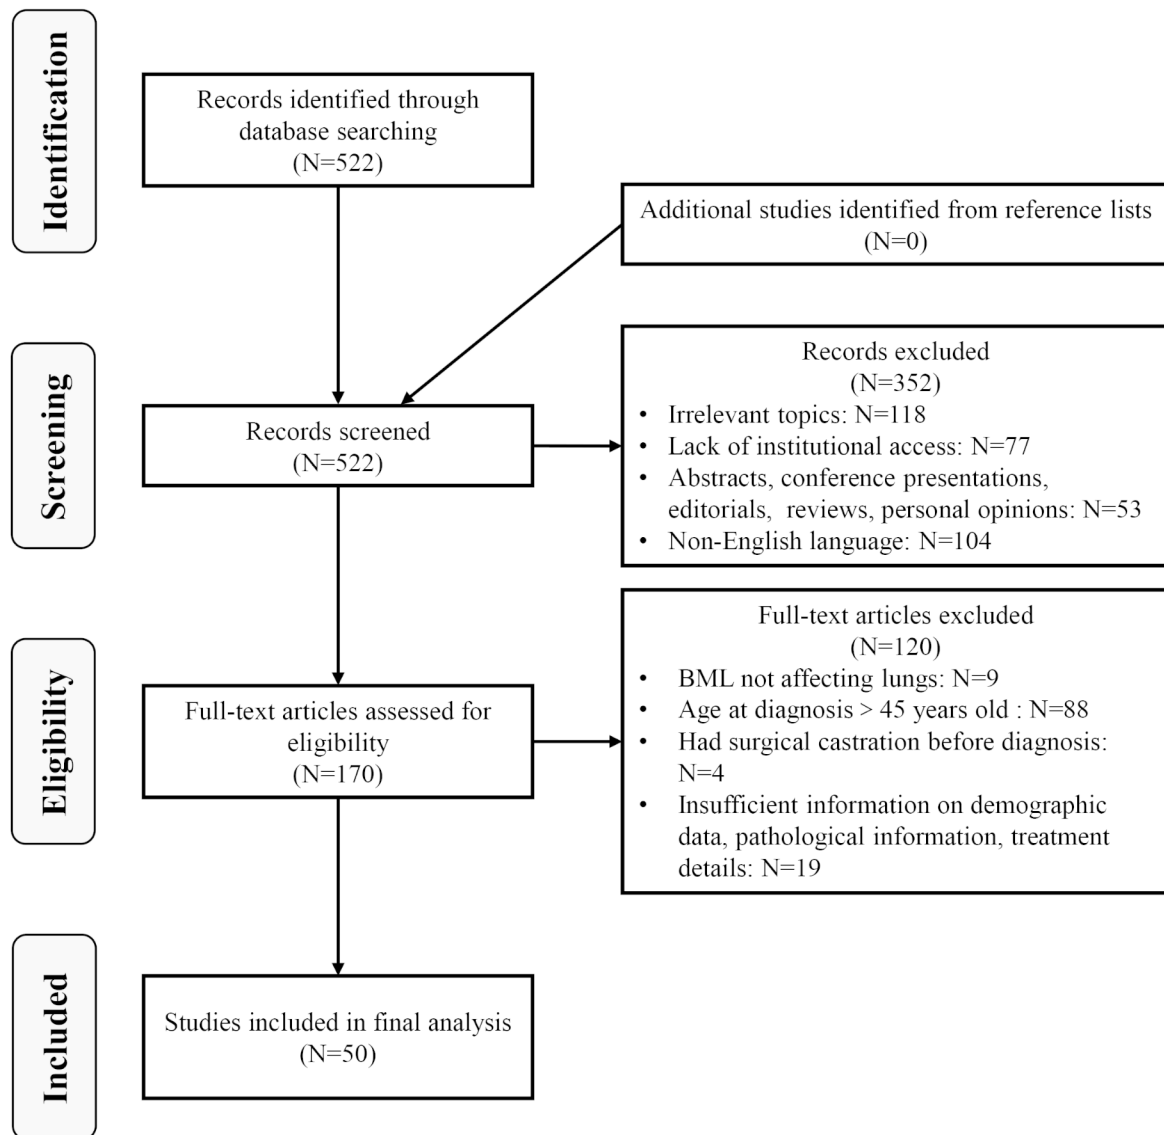 Identification
Records identified through
database searching
(N=522)
Additional studies identified from reference lists
(N=0)
Screening
Records screened
(N=522)
Records excluded
(N=352)
• Irrelevant topics: N=118
• Lack of institutional access: N=77
• Abstracts, conference presentations,
editorials, reviews, personal opinions: N=53
• Non-English language: N=104
Eligibility
Full-text articles assessed for
eligibility
(N=170)
Full-text articles excluded
(N=120)
• BML not affecting lungs: N=9
• Age at diagnosis > 45 years old : N=88
• Had surgical castration before diagnosis:
N=4
• Insufficient information on demographic
data, pathological information, treatment
details: N=19
Included
Studies included in final analysis
(N=50)